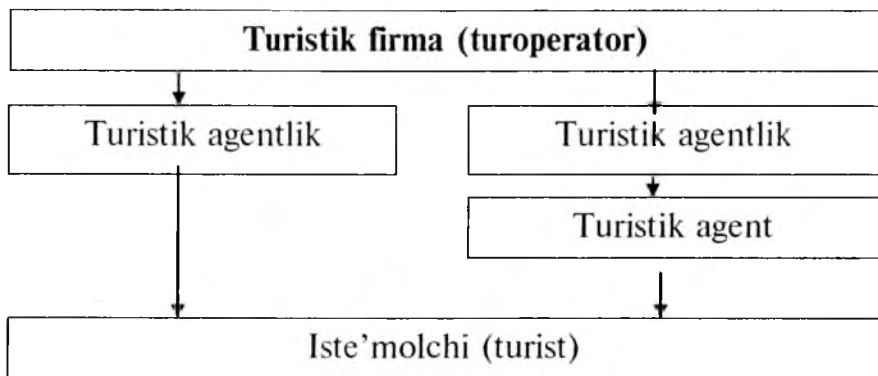 Turistik firma (turoperator)
Turistik agentlik
Turistik agentlik
Turistik agent
Iste’molchi (turist)